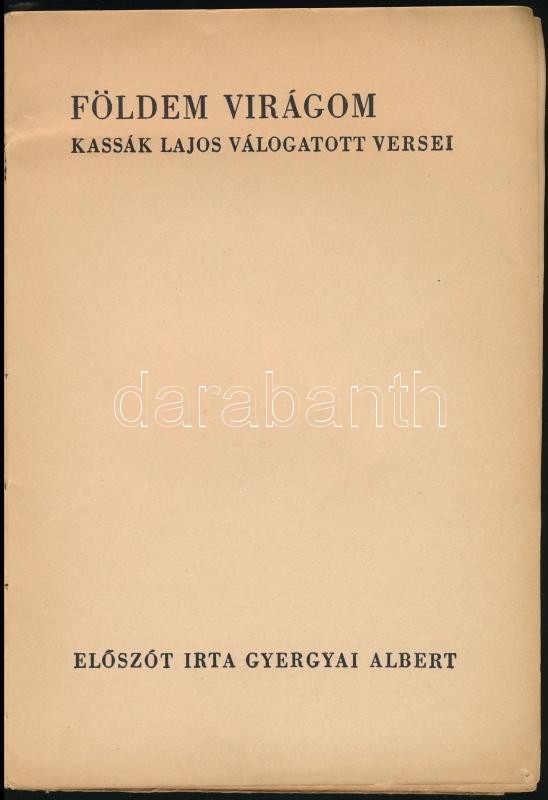 FÖLDEM VIRÁGOM
KASSÁK LAJOS VÁLOGATOTT VERSEI
darabanth
ELŐSZÓT IRTA GYERGYAI ALBERT